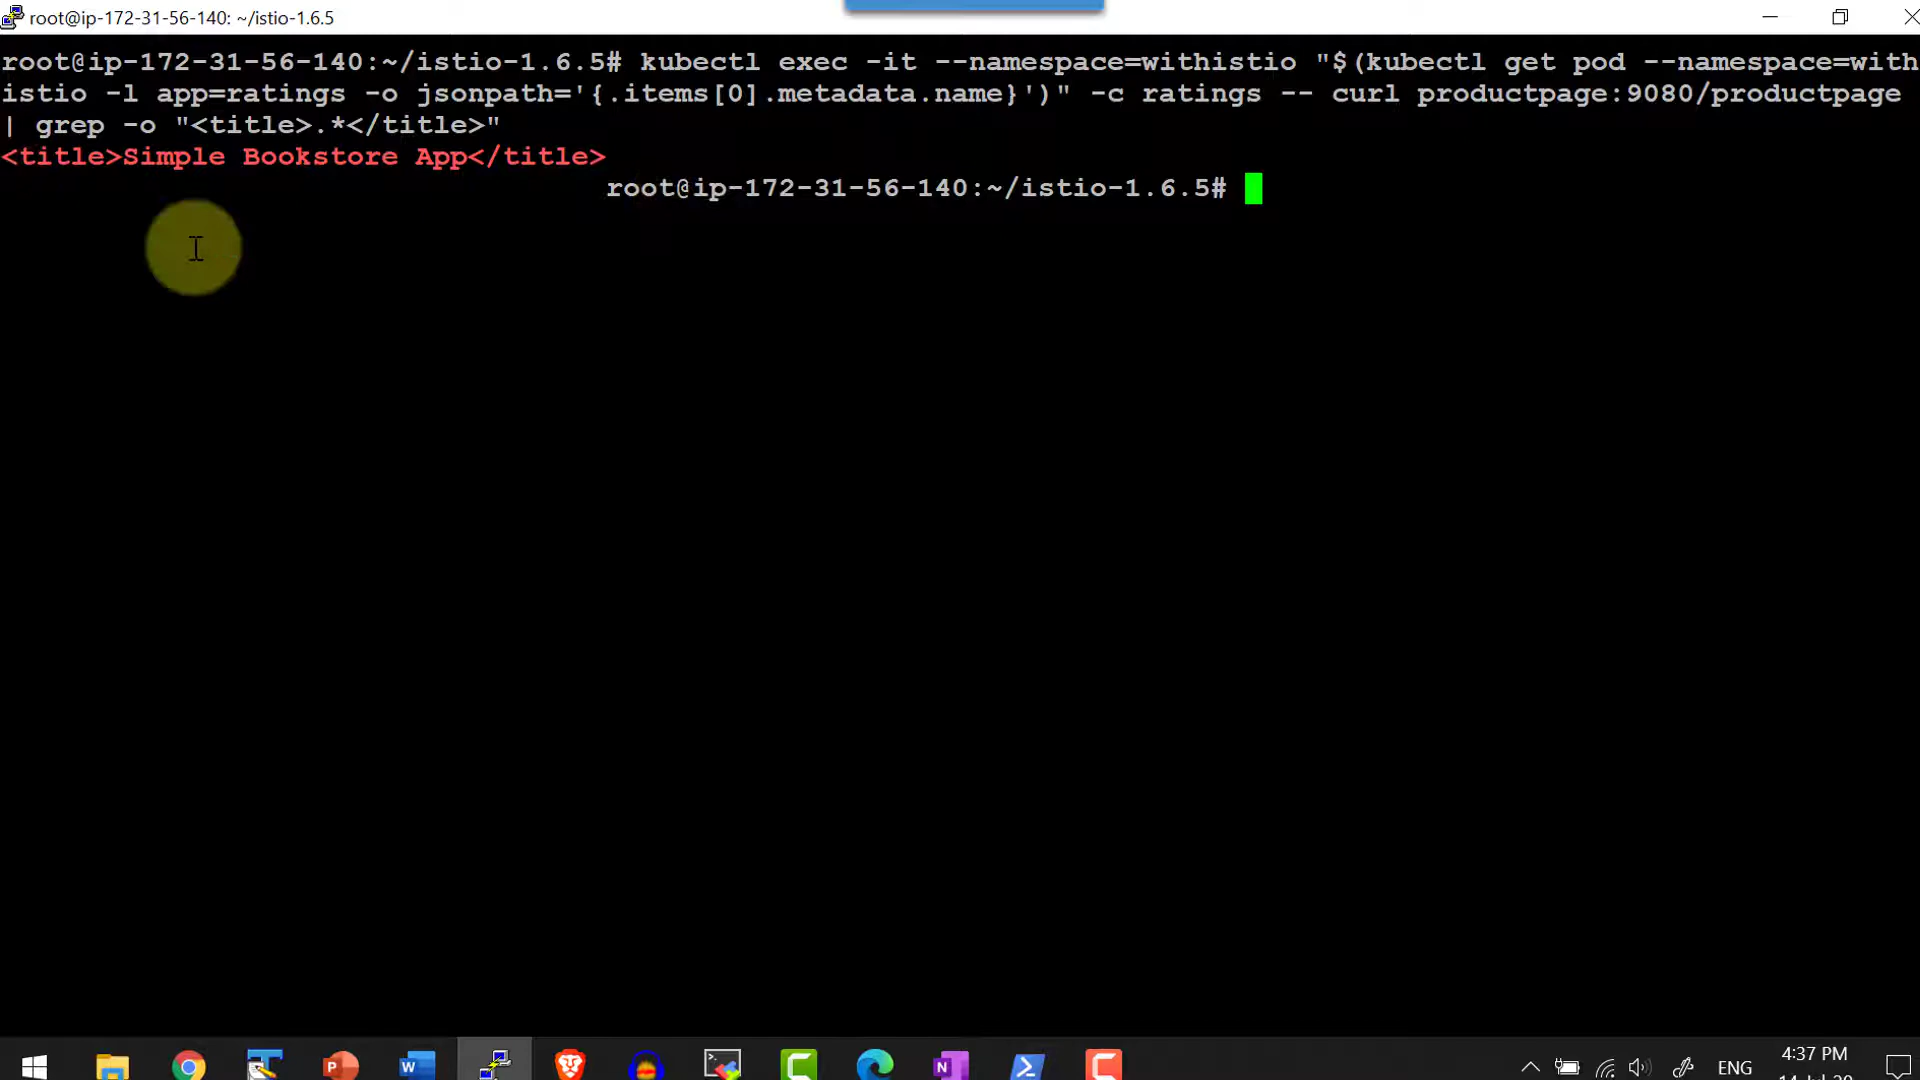 root@ip-172-31-56-140: ~/istio-1.6.5
root@ip-172-31-56-140:~/istio-1.6.5# kubectl exec -it --namespace=withistio "$(kubectl get pod --namespace=with
istio -l app=ratings -o jsonpath='{.items[0].metadata.name}')" -c ratings -- curl productpage:9080/productpage
| grep -o "<title>.*</title>"
<title>Simple Bookstore App</title>
root@ip-172-31-56-140:~/istio-1.6.5#
ENG
4:37 PM
14-Jul-20